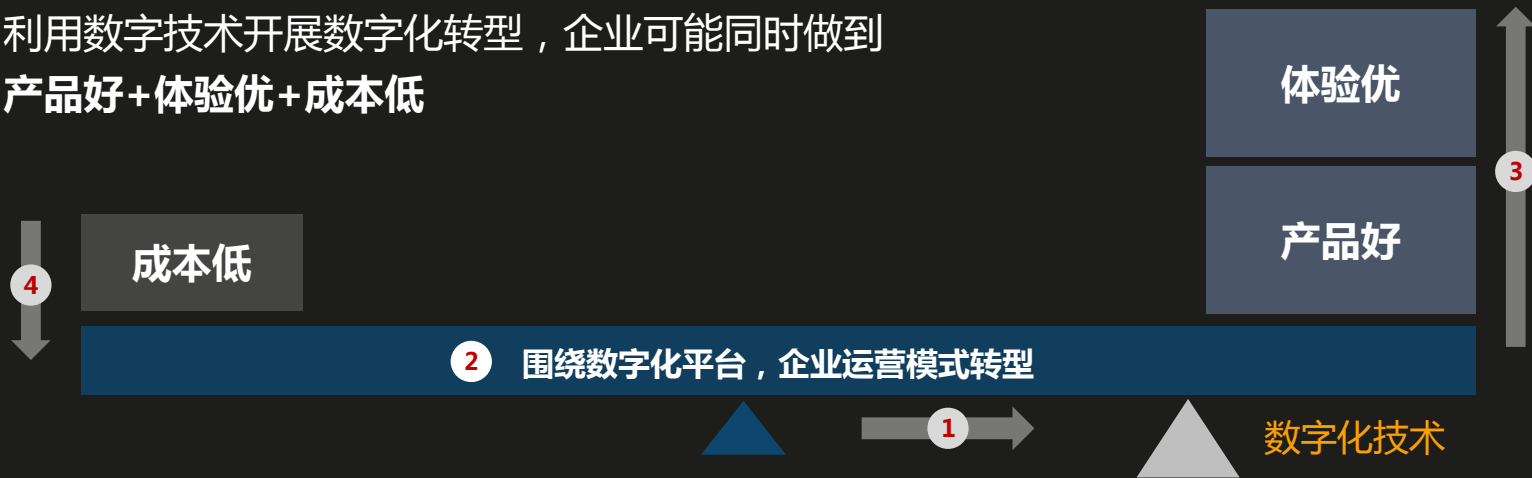 利用数字技术开展数字化转型，企业可能同时做到
产品好+体验优+成本低
体验优
3
产品好
成本低
4
2 围绕数字化平台，企业运营模式转型
1
数字化技术